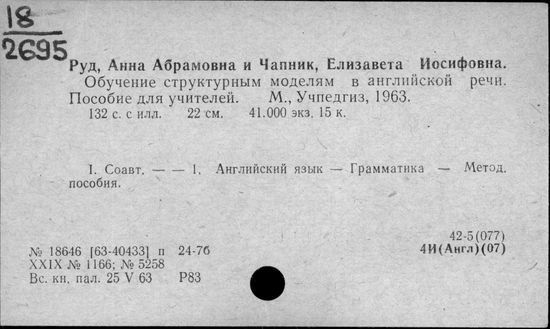 18
2695
Руд, Анна Абрамовна и Чапник, Елизавета Иосифовна.
Обучение структурным моделям в английской речи.
Пособие для учителей. М., Учпедгиз, 1963.
132 с. с илл. 22 см. 41.000 экз. 15 к.
I. Соавт. — — 1. Английский язык — Грамматика — Метод.
пособия.
42-5(077)
№ 18646 [63-40433] п 24-76 4И(Англ)(07)
XXIX № 1166; № 5258
Вс. кн. пал. 25 V 63 Р83